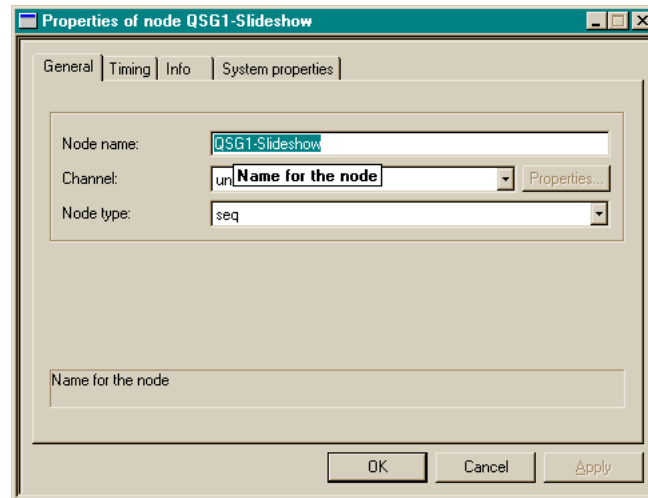 Properties of node QSG1-Slideshow
General Timing Info System properties
Node name: QSG1-Slideshow
Channel: un Name for the node Properties...
Node type: seq
Name for the node
OK Cancel Apply